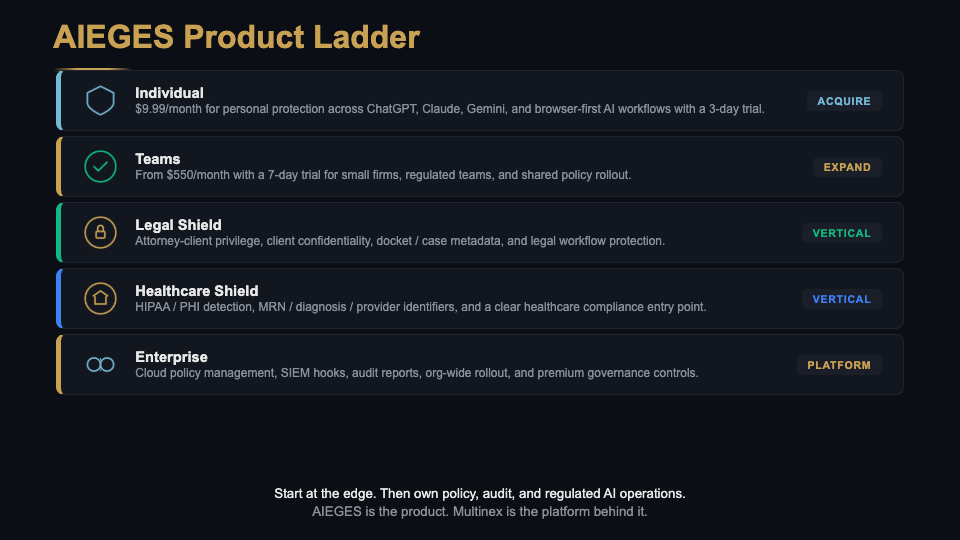 AIEGES Product Ladder
Individual
$9.99/month for personal protection across ChatGPT, Claude, Gemini, and browser-first AI workflows with a 3-day trial.
ACQUIRE
Teams
From $550/month with a 7-day trial for small firms, regulated teams, and shared policy rollout.
EXPAND
Legal Shield
Attorney-client privilege, client confidentiality, docket / case metadata, and legal workflow protection.
VERTICAL
Healthcare Shield
HIPAA / PHI detection, MRN / diagnosis / provider identifiers, and a clear healthcare compliance entry point.
VERTICAL
Enterprise
Cloud policy management, SIEM hooks, audit reports, org-wide rollout, and premium governance controls.
PLATFORM
Start at the edge. Then own policy, audit, and regulated AI operations.
AIEGES is the product. Multinex is the platform behind it.